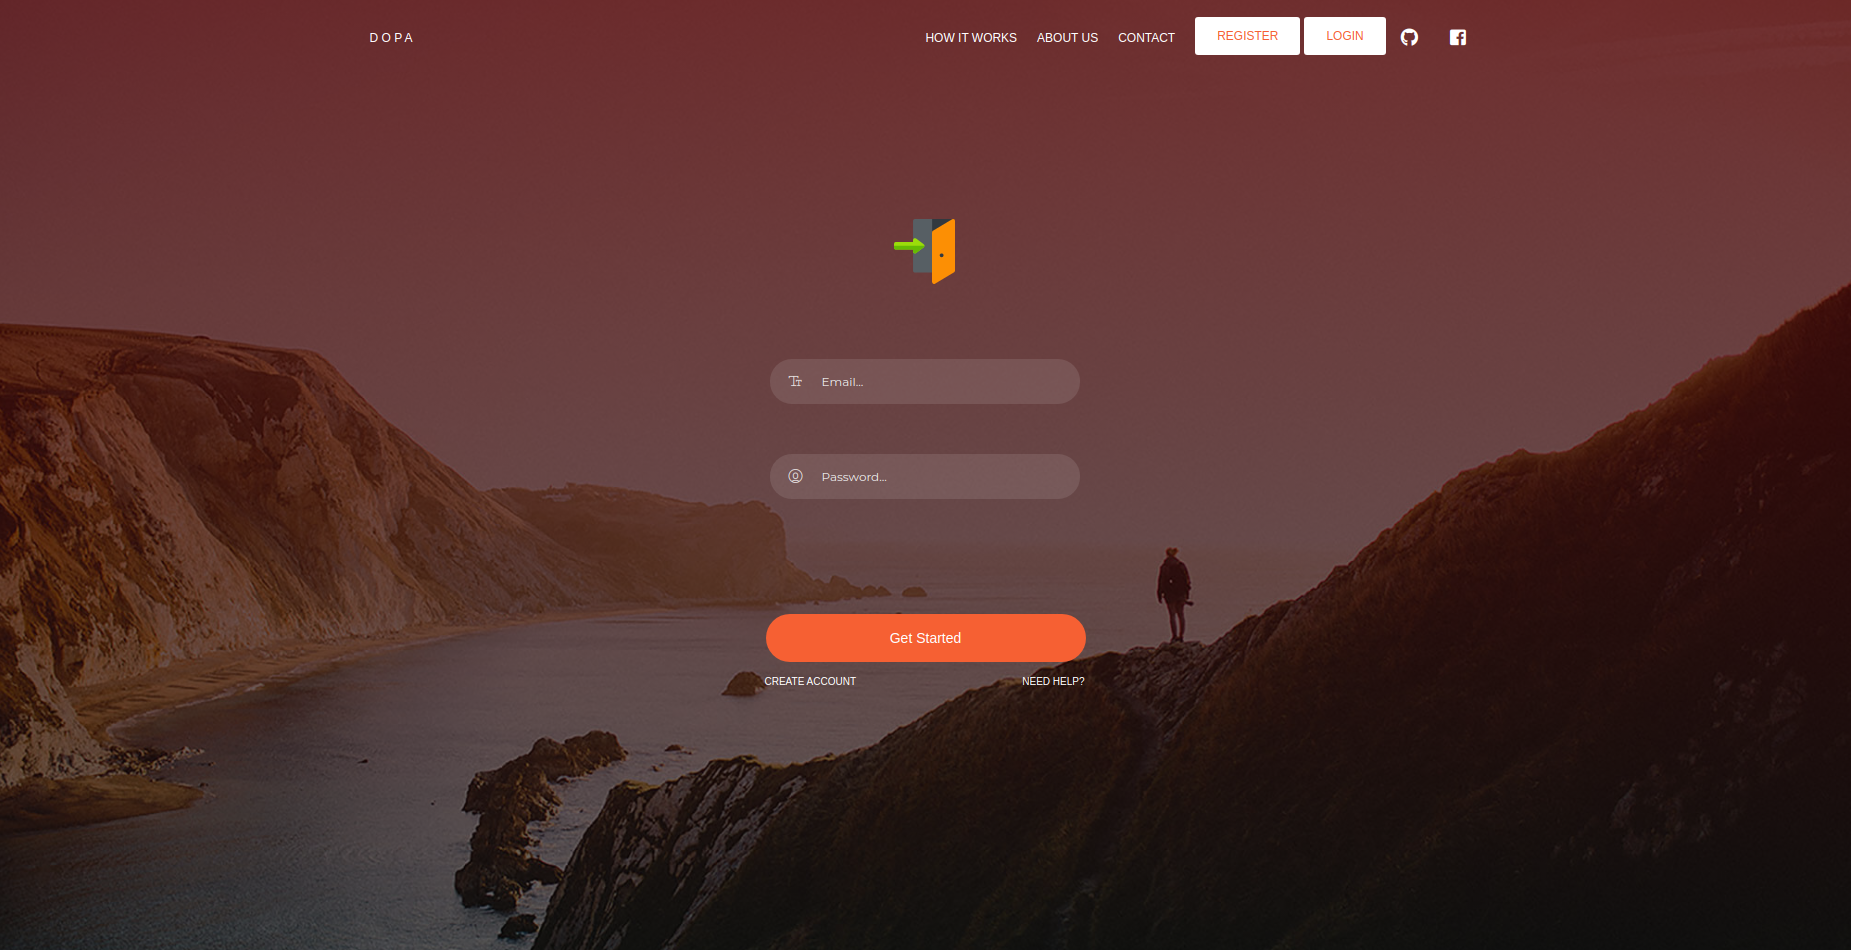 DOPA
HOW IT WORKS
ABOUT US
CONTACT
REGISTER
LOGIN
Email...
Password...
Get Started
CREATE ACCOUNT
NEED HELP?